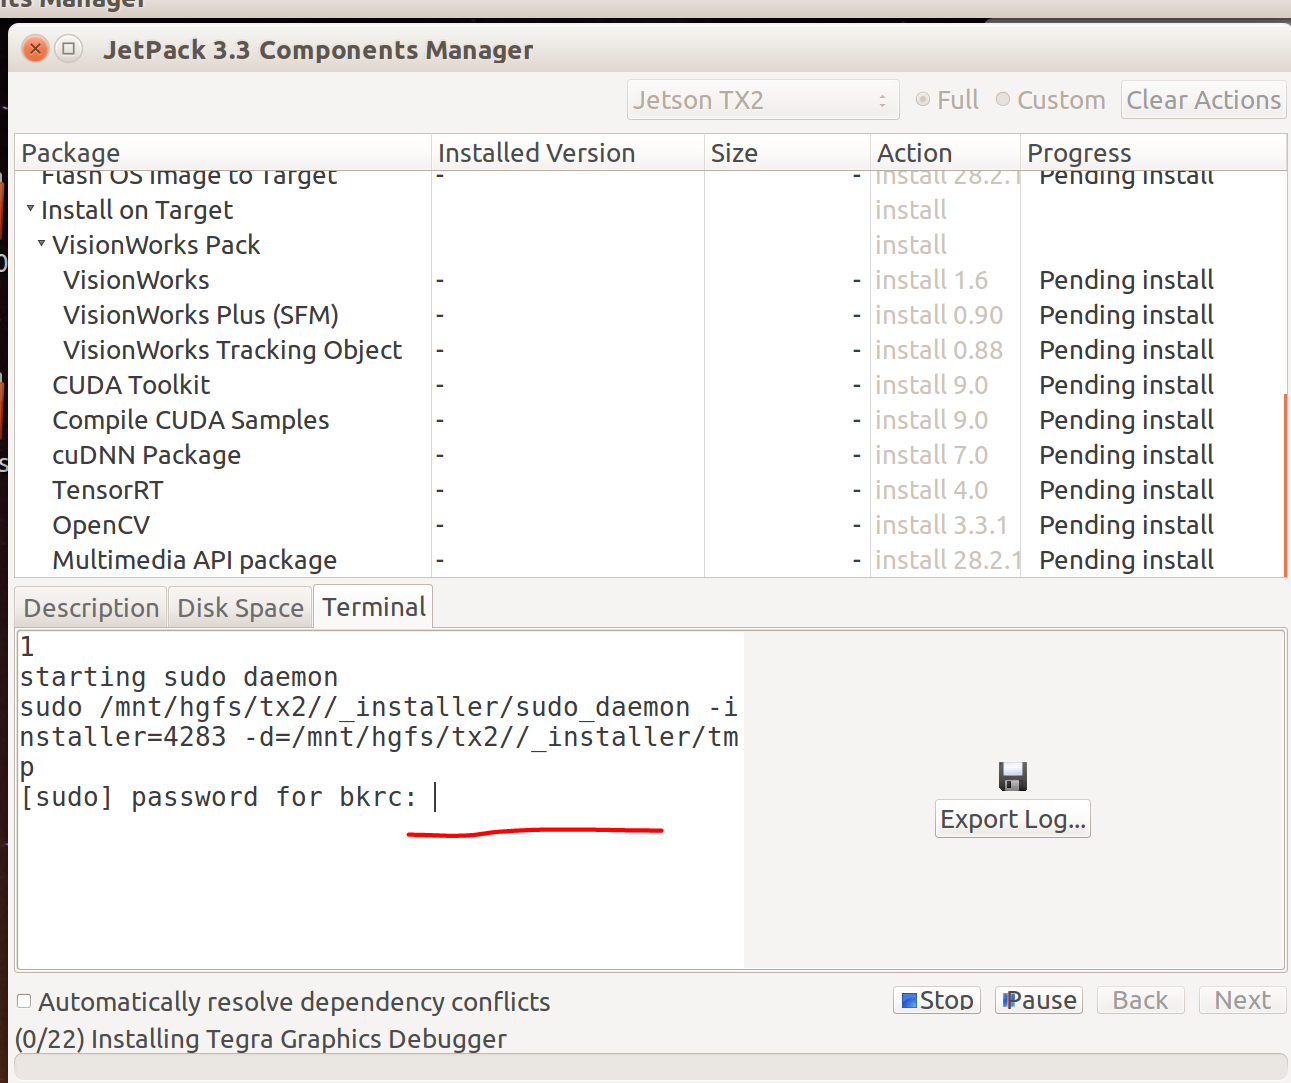 nts Manager
JetPack 3.3 Components Manager
Jetson TX2 Full Custom Clear Actions
Package Installed Version Size Action Progress
Flash OS Image to Target - - install 28.2.1 Pending install
Install on Target install
VisionWorks Pack install
VisionWorks - - install 1.6 Pending install
VisionWorks Plus (SFM) - - install 0.90 Pending install
VisionWorks Tracking Object - - install 0.88 Pending install
CUDA Toolkit - - install 9.0 Pending install
Compile CUDA Samples - - install 9.0 Pending install
cuDNN Package - - install 7.0 Pending install
TensorRT - - install 4.0 Pending install
OpenCV - - install 3.3.1 Pending install
Multimedia API package - - install 28.2.1 Pending install
Description Disk Space Terminal
1
starting sudo daemon
sudo /mnt/hgfs/tx2//_installer/sudo_daemon -i
nstaller=4283 -d=/mnt/hgfs/tx2//_installer/tm
p
[sudo] password for bkrc:
Export Log...
Automatically resolve dependency conflicts Stop Pause Back Next
(0/22) Installing Tegra Graphics Debugger